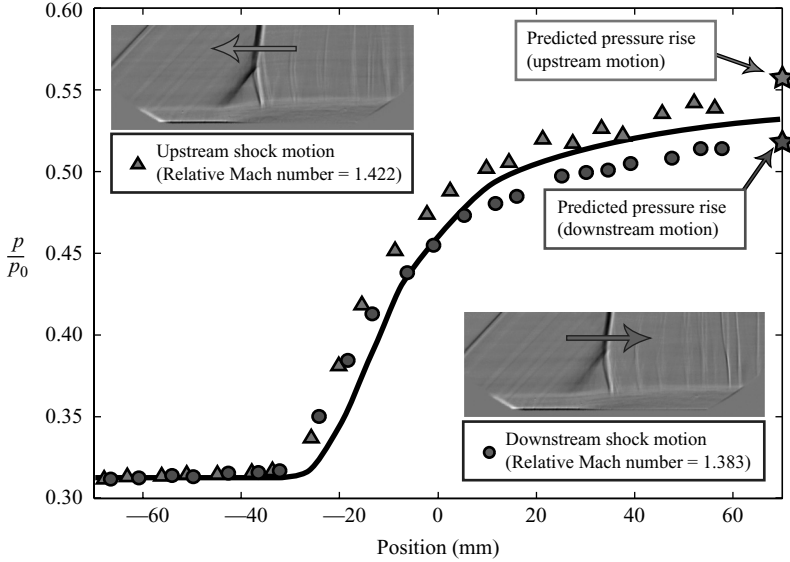 0.60
0.55
0.50
0.45
0.40
0.35
0.30
p
p0
—60
—40
—20
0
20
40
60
Position (mm)
Upstream shock motion
(Relative Mach number = 1.422)
Predicted pressure rise
(upstream motion)
Predicted pressure rise
(downstream motion)
Downstream shock motion
(Relative Mach number = 1.383)